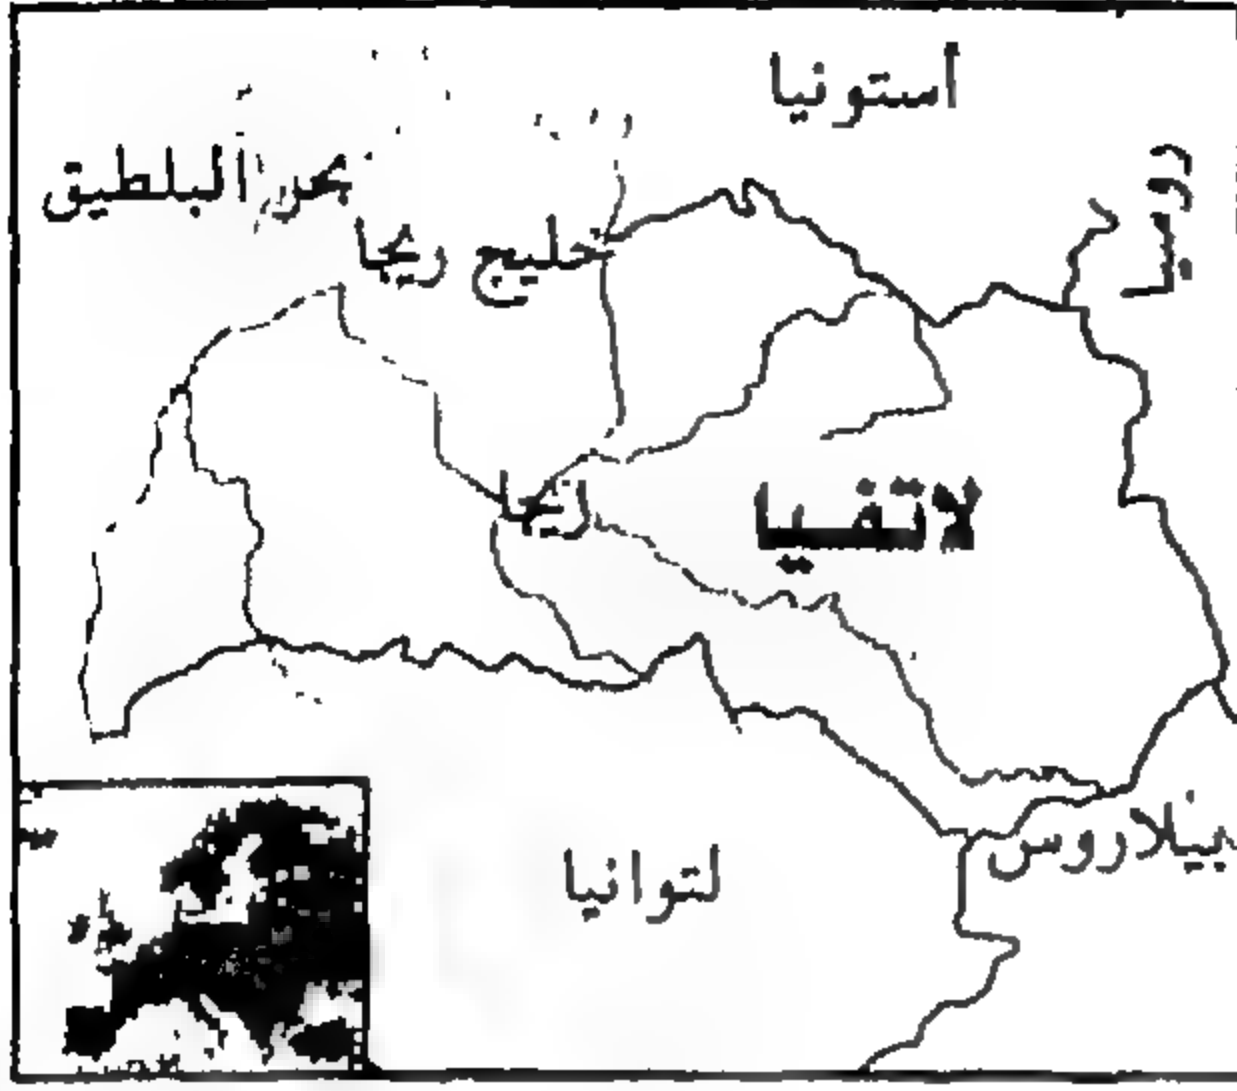 أستونيا
بحر البلطيق
خليج ريجا
ريجا
لاتفيا
بيلاروس
لتوانيا